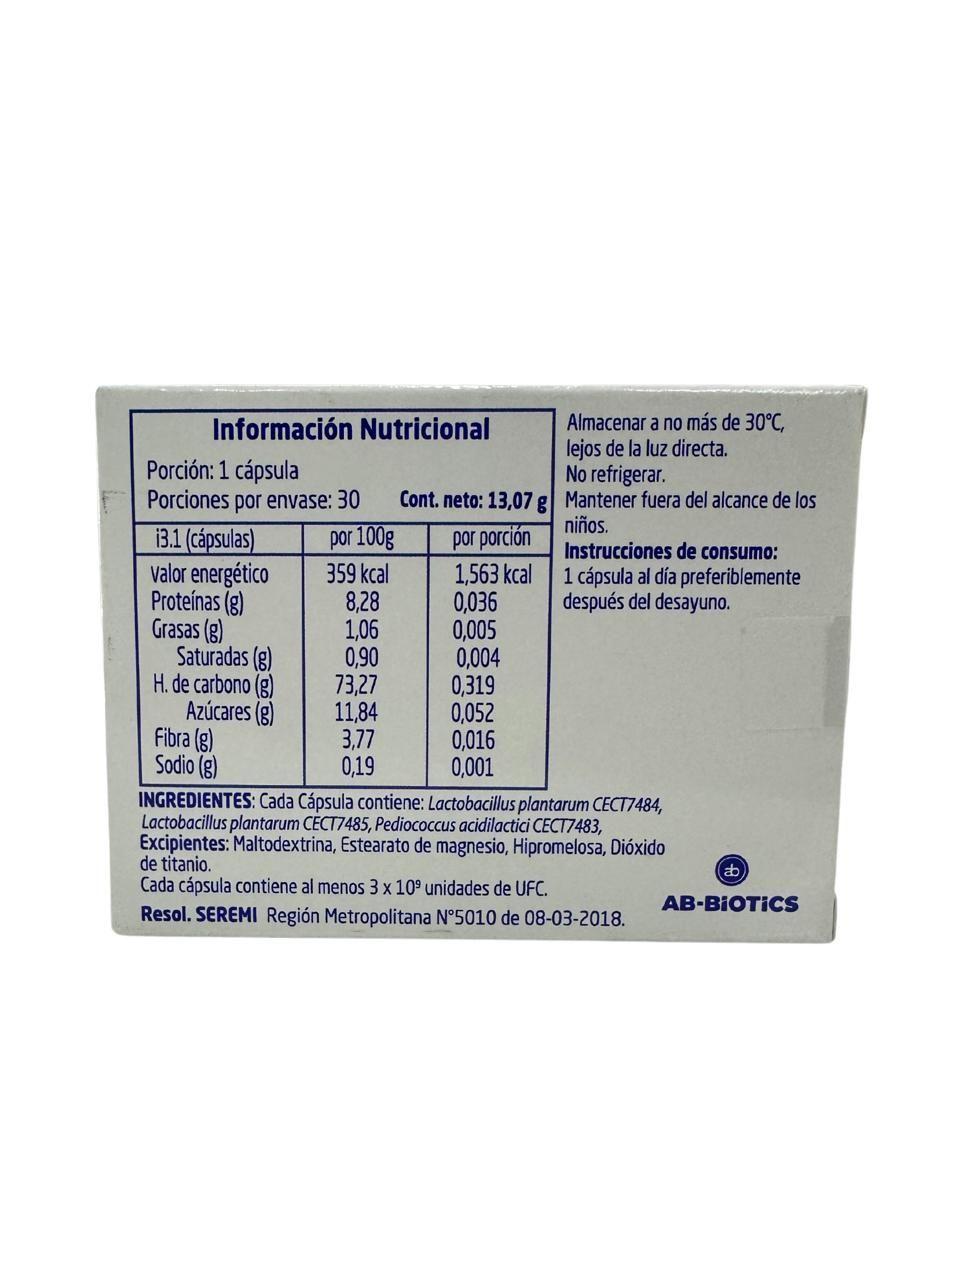 Información Nutricional
Porción: 1 cápsula
Porciones por envase: 30 Cont. neto: 13,07 g
i3.1 (cápsulas) por 100g por porción
Valor energético 359 kcal 1,563 kcal
Proteínas (g) 8,28 0,036
Grasas (g) 1,06 0,005
Saturadas (g) 0,90 0,004
H. de carbono (g) 73,27 0,319
Azúcares (g) 11,84 0,052
Fibra (g) 3,77 0,016
Sodio (g) 0,19 0,001
Almacenar a no más de 30°C,
lejos de la luz directa.
No refrigerar.
Mantener fuera del alcance de los
niños.
Instrucciones de consumo:
1 cápsula al día preferiblemente
después del desayuno.
INGREDIENTES: Cada Cápsula contiene: Lactobacillus plantarum CECT7484,
Lactobacillus plantarum CECT7485, Pediococcus acidilactici CECT7483,
Excipientes: Maltodextrina, Estearato de magnesio, Hipromelosa, Dióxido
de titanio.
Cada cápsula contiene al menos 3 x 10⁹ unidades de UFC.
Resol. SEREMI Región Metropolitana N°5010 de 08-03-2018.
ab
AB-BiOTiCS